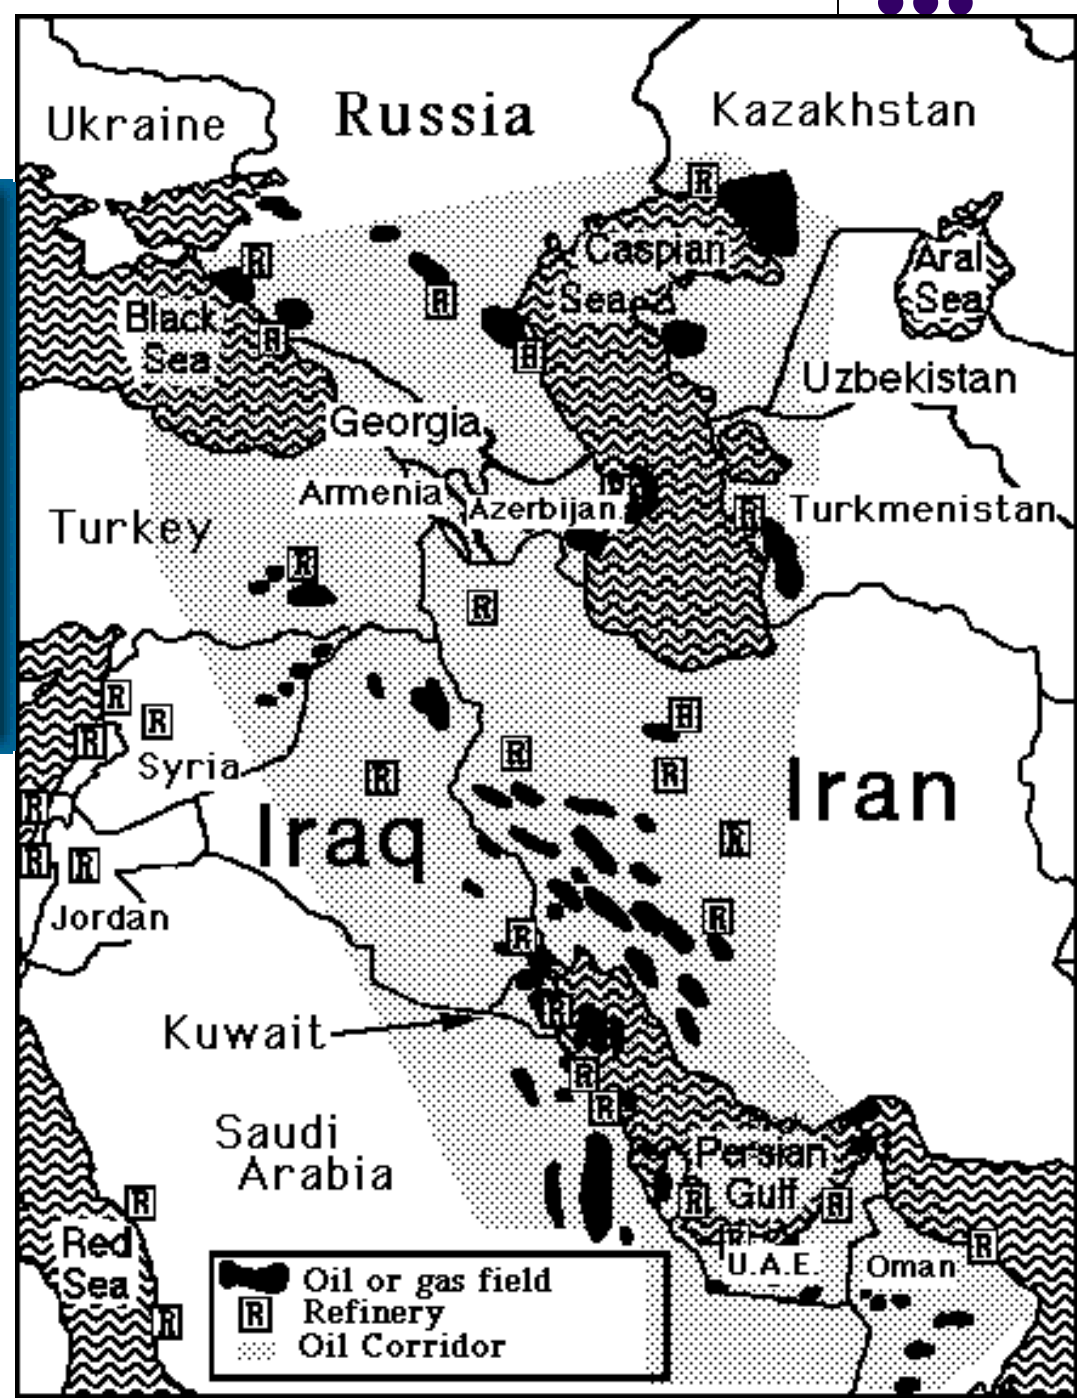 Ukraine
Russia
Kazakhstan
R
Caspian
Sea
Aral
Sea
R
R
Black
Sea
R
R
Uzbekistan
Georgia
Armenia
Azerbijan
R
Turkmenistan
Turkey
R
R
R
R
R
R
R
R
R
Syria
Iran
Iraq
R
R
R
R
R
Jordan
R
R
Kuwait
R
R
Saudi
Arabia
Persian
Gulf
R
R
R
Red
Sea
R
U.A.E.
Oman
R
R
Oil or gas field
R
Refinery
Oil Corridor